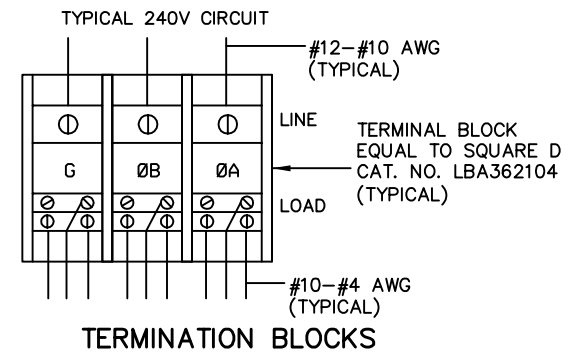 TYPICAL 240V CIRCUIT
#12-#10 AWG
(TYPICAL)
LINE
TERMINAL BLOCK
EQUAL TO SQUARE D
CAT. NO. LBA362104
(TYPICAL)
G ØB ØA
LOAD
#10-#4 AWG
(TYPICAL)
TERMINATION BLOCKS